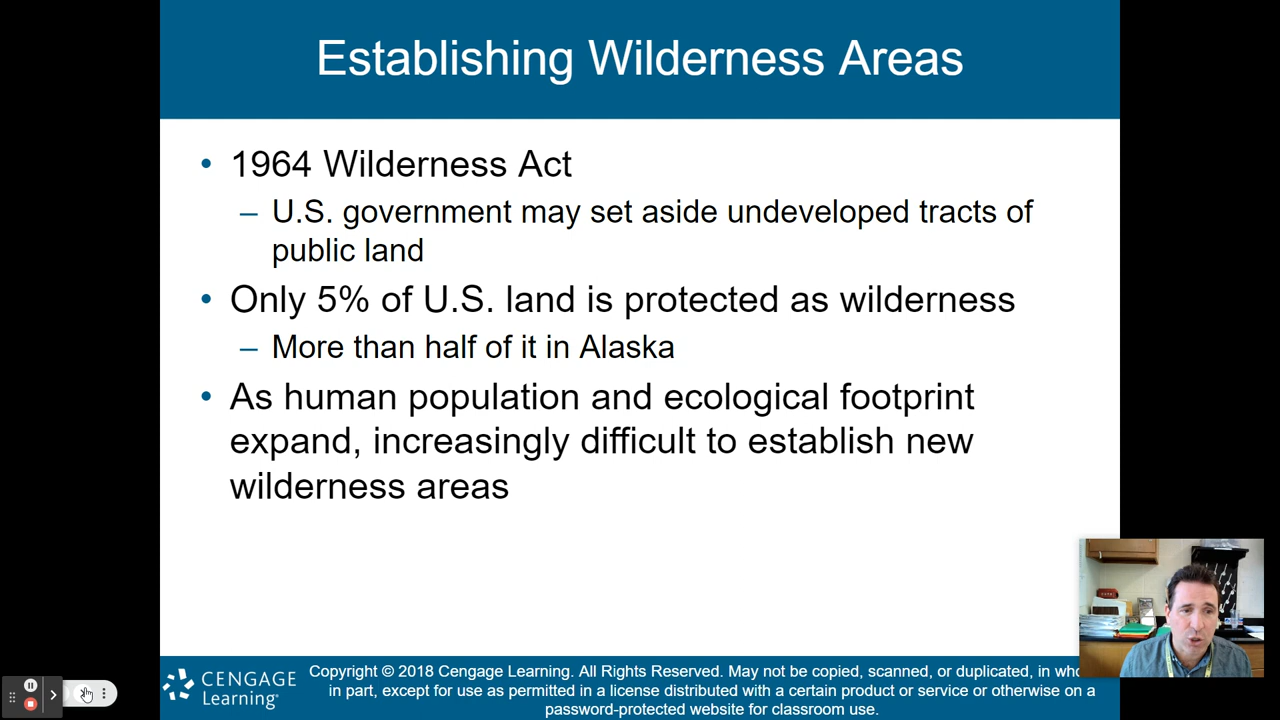 Establishing Wilderness Areas
• 1964 Wilderness Act
– U.S. government may set aside undeveloped tracts of
public land
• Only 5% of U.S. land is protected as wilderness
– More than half of it in Alaska
• As human population and ecological footprint
expand, increasingly difficult to establish new
wilderness areas
CENGAGE
Learning
Copyright © 2018 Cengage Learning. All Rights Reserved. May not be copied, scanned, or duplicated, in
in part, except for use as permitted in a license distributed with a certain product or service or otherwise on a
password-protected website for classroom use.